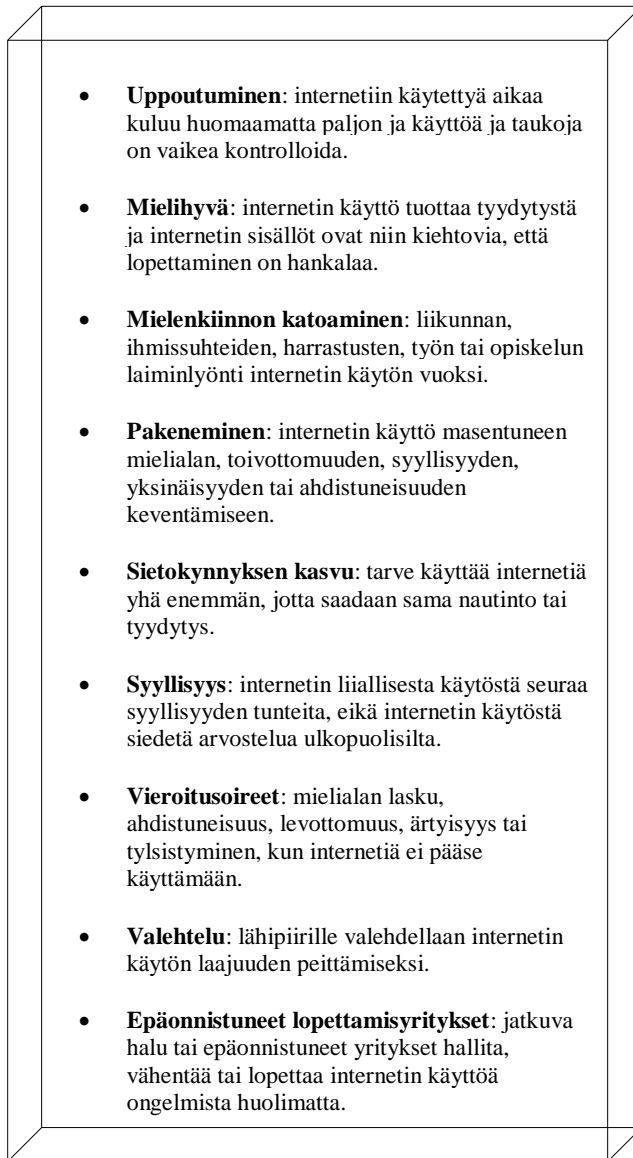 • Uppoutuminen: internetiin käytettyä aikaa
kuluu huomaamatta paljon ja käyttöä ja taukoja
on vaikea kontrolloida.
• Mielihyvä: internetin käyttö tuottaa tyydytystä
ja internetin sisällöt ovat niin kiehtovia, että
lopettaminen on hankalaa.
• Mielenkiinnon katoaminen: liikunnan,
ihmissuhteiden, harrastusten, työn tai opiskelun
laiminlyönti internetin käytön vuoksi.
• Pakeneminen: internetin käyttö masentuneen
mielialan, toivottomuuden, syyllisyyden,
yksinäisyyden tai ahdistuneisuuden
keventämiseen.
• Sietokynnyksen kasvu: tarve käyttää internetiä
yhä enemmän, jotta saadaan sama nautinto tai
tyydytys.
• Syyllisyys: internetin liiallisesta käytöstä seuraa
syyllisyyden tunteita, eikä internetin käytöstä
siedetä arvostelua ulkopuolisilta.
• Vieroitusoireet: mielialan lasku,
ahdistuneisuus, levottomuus, ärtyisyys tai
tylsistyminen, kun internetiä ei pääse
käyttämään.
• Valehtelu: lähipiirille valehdellaan internetin
käytön laajuuden peittämiseksi.
• Epäonnistuneet lopettamisyritykset: jatkuva
halu tai epäonnistuneet yritykset hallita,
vähentää tai lopettaa internetin käyttöä
ongelmista huolimatta.